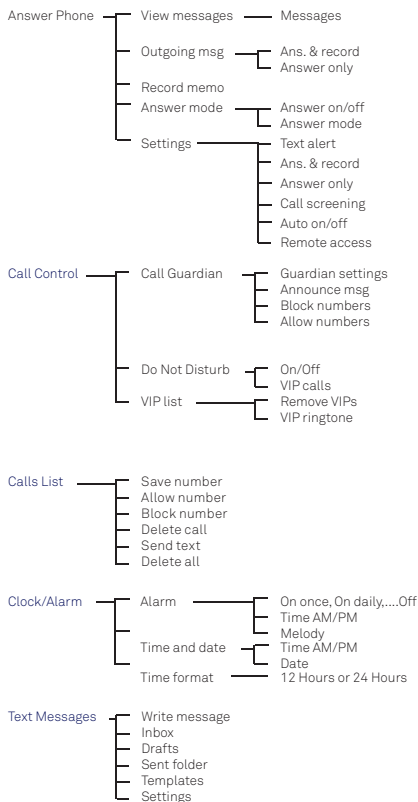 Answer Phone View messages Messages
Outgoing msg Ans. & record
Answer only
Record memo
Answer mode Answer on/off
Answer mode
Settings Text alert
Ans. & record
Answer only
Call screening
Auto on/off
Remote access
Call Control Call Guardian Guardian settings
Announce msg
Block numbers
Allow numbers
Do Not Disturb On/Off
VIP calls
VIP list Remove VIPs
VIP ringtone
Calls List Save number
Allow number
Block number
Delete call
Send text
Delete all
Clock/Alarm Alarm On once, On daily,....Off
Time AM/PM
Melody
Time and date Time AM/PM
Date
Time format 12 Hours or 24 Hours
Text Messages Write message
Inbox
Drafts
Sent folder
Templates
Settings